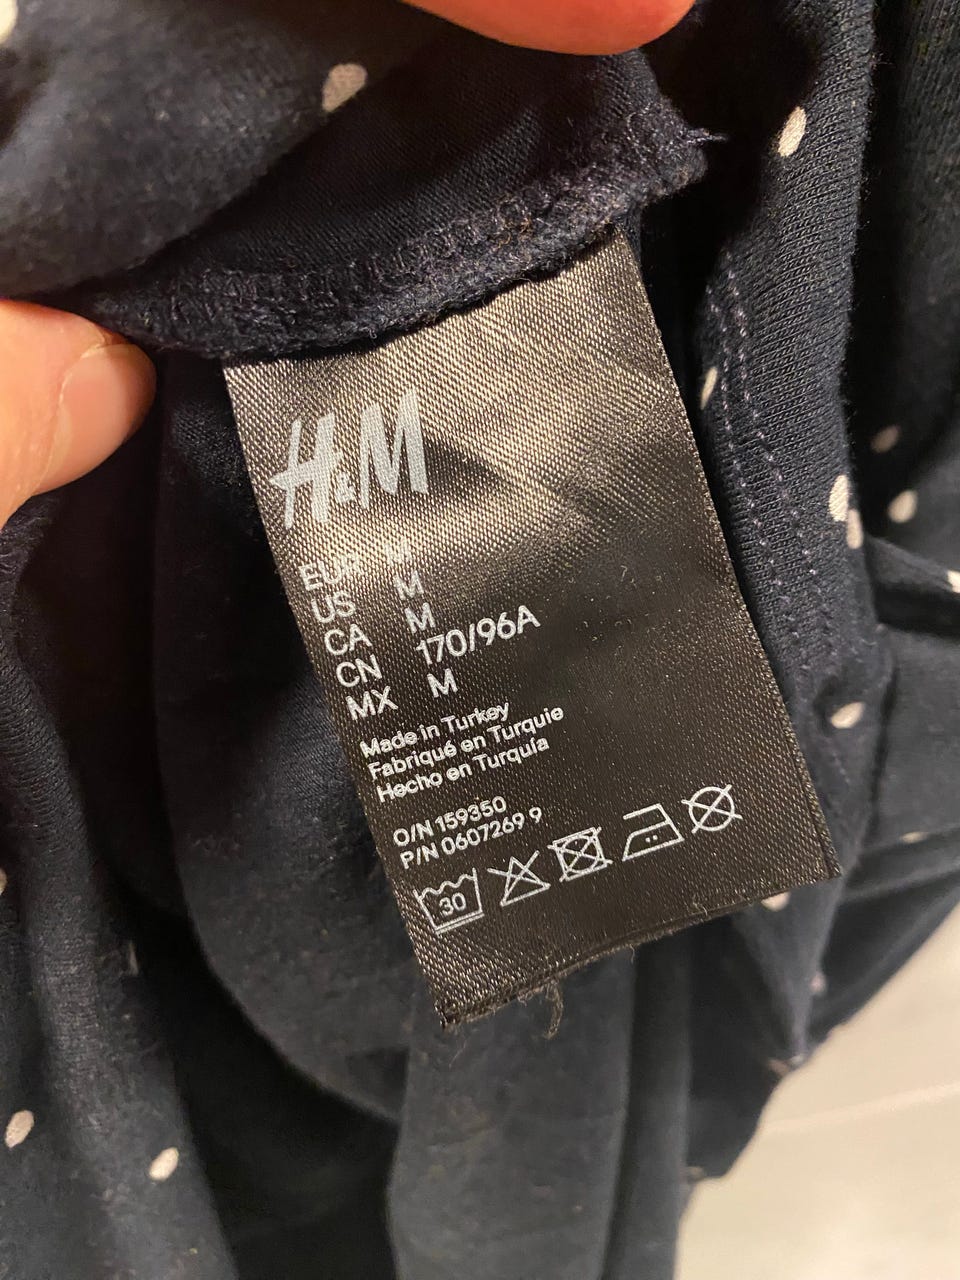 H&M
EUR M
US M
CA M
CN 170/96A
MX M
Made in Turkey
Fabriqué en Turquie
Hecho en Turquía
O/N 159350
P/N 0607269 9
30